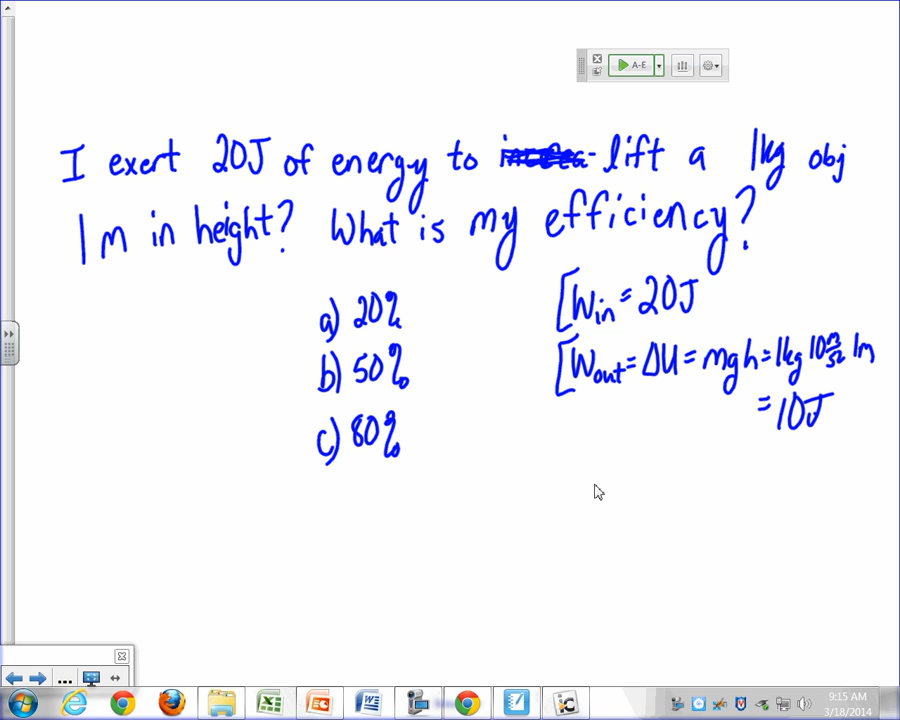 A-E
I exert 20J of energy to lift a 1kg obj
1m in height? What is my efficiency?
a) 20%
b) 50%
c) 80%
[Win = 20J
[Wout = ΔU = mgh = 1kg 10 m/s² 1m
= 10J
9:15 AM
3/18/2014